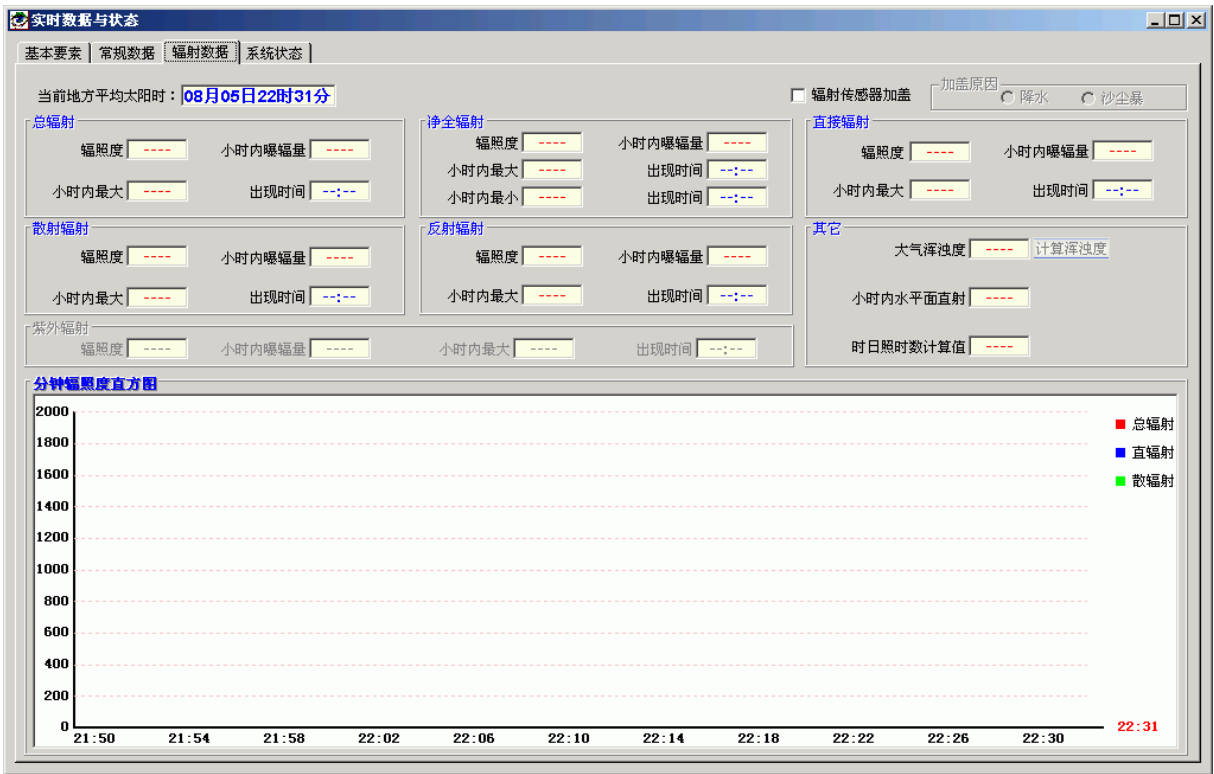 实时数据与状态
基本要素 常规数据 辐射数据 系统状态
当前地方平均太阳时：08月05日22时31分 辐射传感器加盖 加盖原因 降水 沙尘暴
总辐射
辐照度 ---- 小时内曝辐量 ----
小时内最大 ---- 出现时间 --:--
净全辐射
辐照度 ---- 小时内曝辐量 ----
小时内最大 ---- 出现时间 --:--
小时内最小 ---- 出现时间 --:--
直接辐射
辐照度 ---- 小时内曝辐量 ----
小时内最大 ---- 出现时间 --:--
散射辐射
辐照度 ---- 小时内曝辐量 ----
小时内最大 ---- 出现时间 --:--
反射辐射
辐照度 ---- 小时内曝辐量 ----
小时内最大 ---- 出现时间 --:--
其它
大气浑浊度 ---- 计算浑浊度
小时内水平面直射 ----
时日照时数计算值 ----
紫外辐射
辐照度 ---- 小时内曝辐量 ---- 小时内最大 ---- 出现时间 --:--
分钟辐照度直方图
2000
1800
1600
1400
1200
1000
800
600
400
200
0
21:50 21:54 21:58 22:02 22:06 22:10 22:14 22:18 22:22 22:26 22:30 22:31
总辐射
直辐射
散辐射